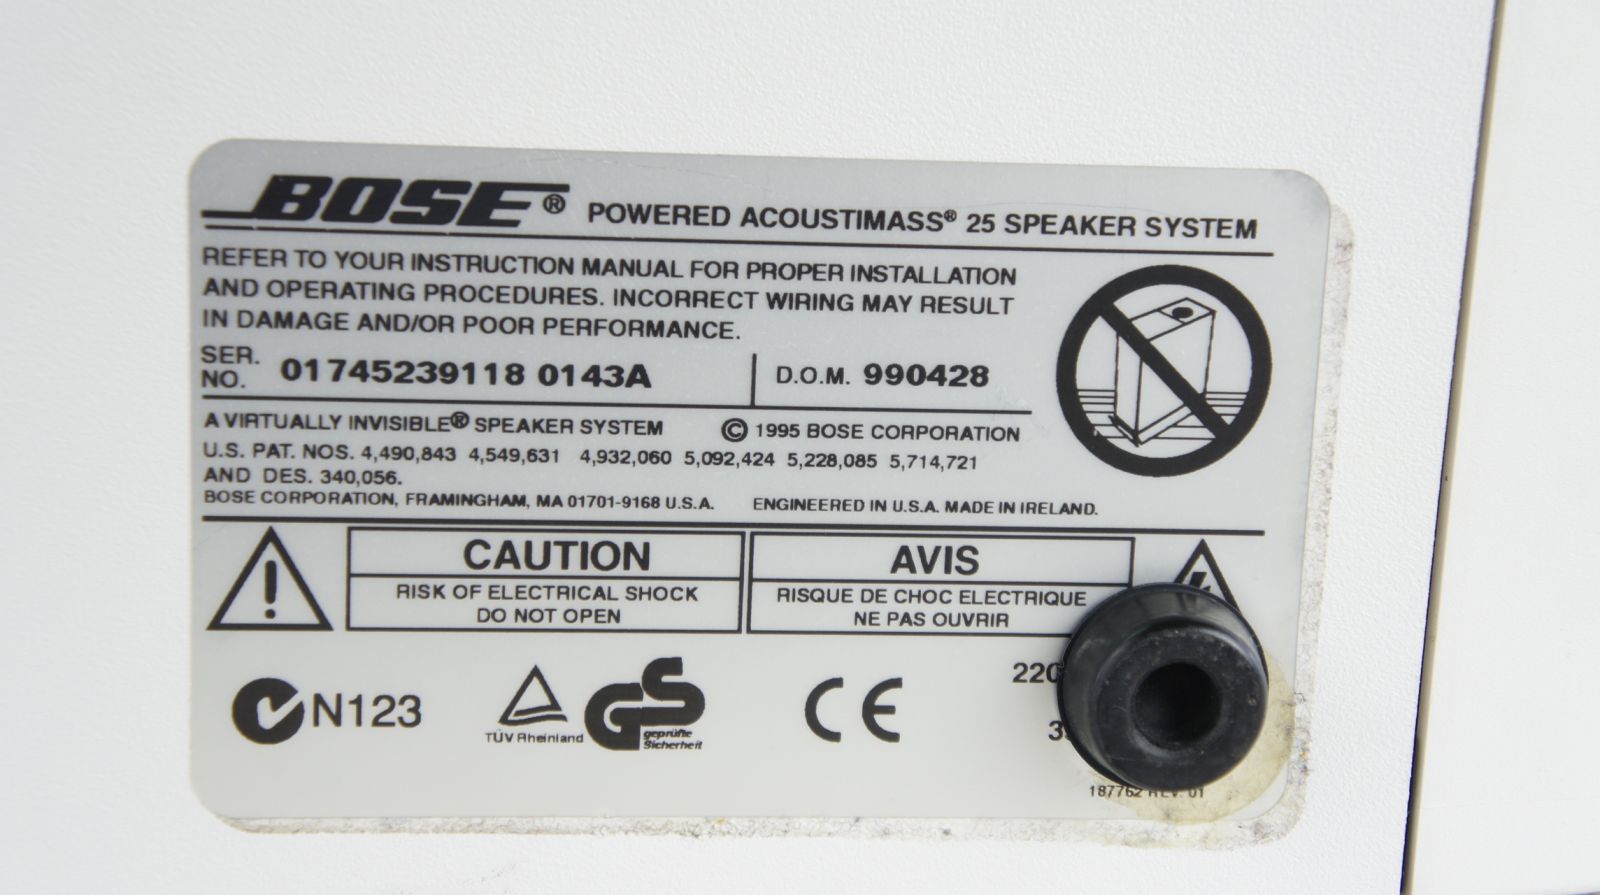 BOSE® POWERED ACOUSTIMASS® 25 SPEAKER SYSTEM
REFER TO YOUR INSTRUCTION MANUAL FOR PROPER INSTALLATION
AND OPERATING PROCEDURES. INCORRECT WIRING MAY RESULT
IN DAMAGE AND/OR POOR PERFORMANCE.
SER. NO. 01745239118 0143A D.O.M. 990428
A VIRTUALLY INVISIBLE® SPEAKER SYSTEM © 1995 BOSE CORPORATION
U.S. PAT. NOS. 4,490,843 4,549,631 4,932,060 5,092,424 5,228,085 5,714,721
AND DES. 340,056.
BOSE CORPORATION, FRAMINGHAM, MA 01701-9168 U.S.A. ENGINEERED IN U.S.A. MADE IN IRELAND.
CAUTION
RISK OF ELECTRICAL SHOCK
DO NOT OPEN
AVIS
RISQUE DE CHOC ELECTRIQUE
NE PAS OUVRIR
N123
TÜV Rheinland
GS
geprüfte
Sicherheit
CE
220
187762 REV. 01